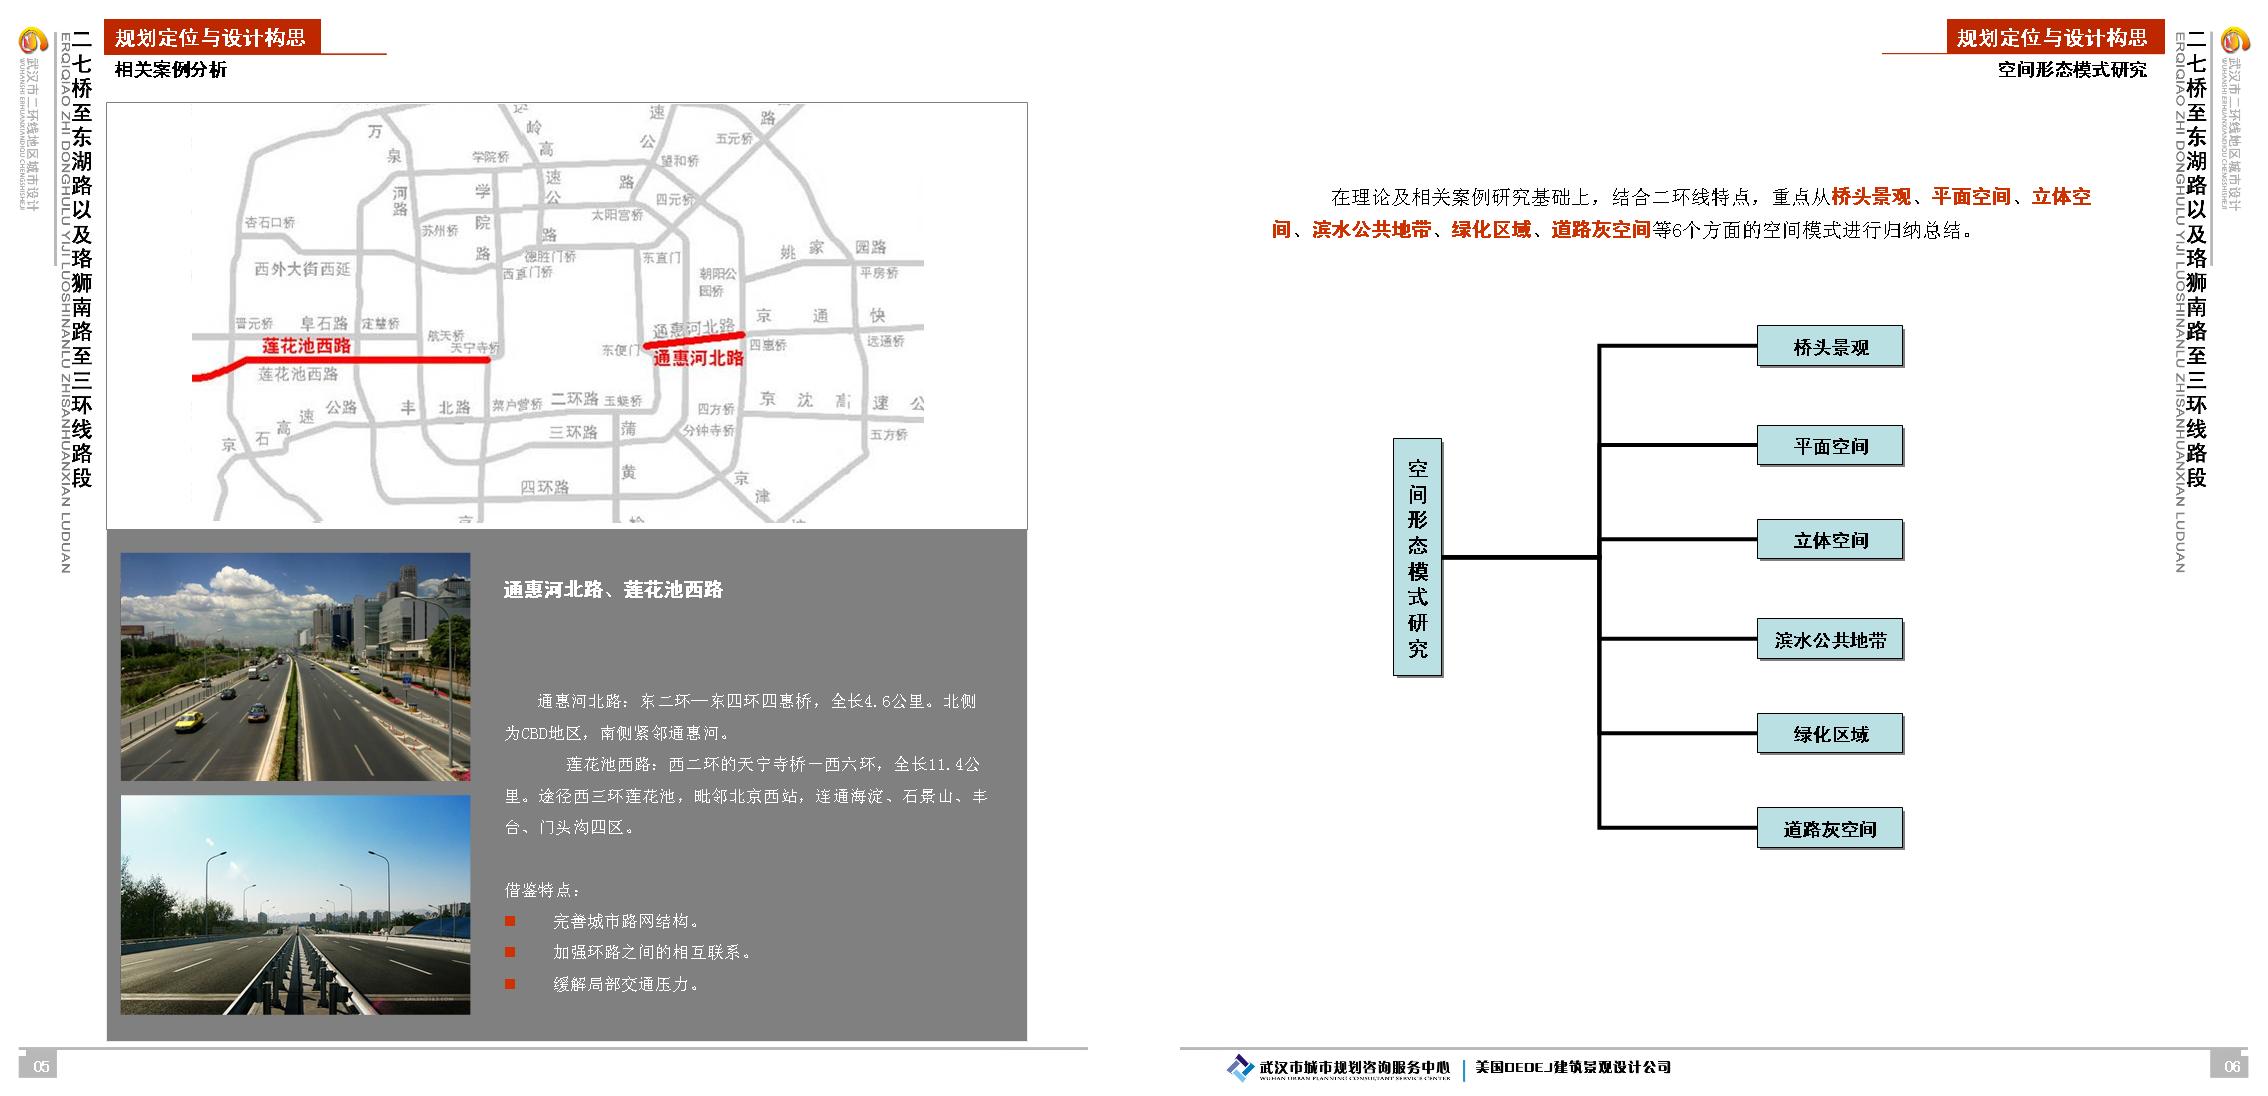 规划定位与设计构思
相关案例分析
武汉市二环线地区城市设计
WUHANSHI ERHUANXIANDIQU CHENGSHISHEJI
二七桥至东湖路以及珞狮南路至三环线路段
ERQIQIAO ZHI DONGHULU YIJI LUOSHINANLU ZHISANHUANXIAN LUDUAN
万泉河路
学院桥
岭高速公路
速公路
路
五元桥
望和桥
学院路
四元桥
太阳宫桥
杏石口桥
苏州桥
德胜门桥
东直门
姚家园路
西外大街西延
西直门桥
朝阳公园桥
平房桥
晋元桥
阜石路
定慧桥
航天桥
通惠河北路
京通快
莲花池西路
天宁寺桥
东便门
通惠河北路
四惠桥
远通桥
莲花池西路
京石高速公路
丰北路
菜户营桥
二环路
玉蜓桥
四方桥
京沈高速公
三环路
蒲黄
分钟寺桥
五方桥
四环路
京津
通惠河北路、莲花池西路
通惠河北路：东二环—东四环四惠桥，全长4.6公里。北侧
为CBD地区，南侧紧邻通惠河。
莲花池西路：西二环的天宁寺桥－西六环，全长11.4公
里。途径西三环莲花池，毗邻北京西站，连通海淀、石景山、丰
台、门头沟四区。
借鉴特点：
完善城市路网结构。
加强环路之间的相互联系。
缓解局部交通压力。
05
规划定位与设计构思
空间形态模式研究
武汉市二环线地区城市设计
WUHANSHI ERHUANXIANDIQU CHENGSHISHEJI
二七桥至东湖路以及珞狮南路至三环线路段
ERQIQIAO ZHI DONGHULU YIJI LUOSHINANLU ZHISANHUANXIAN LUDUAN
在理论及相关案例研究基础上，结合二环线特点，重点从桥头景观、平面空间、立体空
间、滨水公共地带、绿化区域、道路灰空间等6个方面的空间模式进行归纳总结。
空间形态模式研究
桥头景观
平面空间
立体空间
滨水公共地带
绿化区域
道路灰空间
武汉市城市规划咨询服务中心
WUHAN URBAN PLANNING CONSULTANT SERVICE CENTER
美国DEDEJ建筑景观设计公司
06